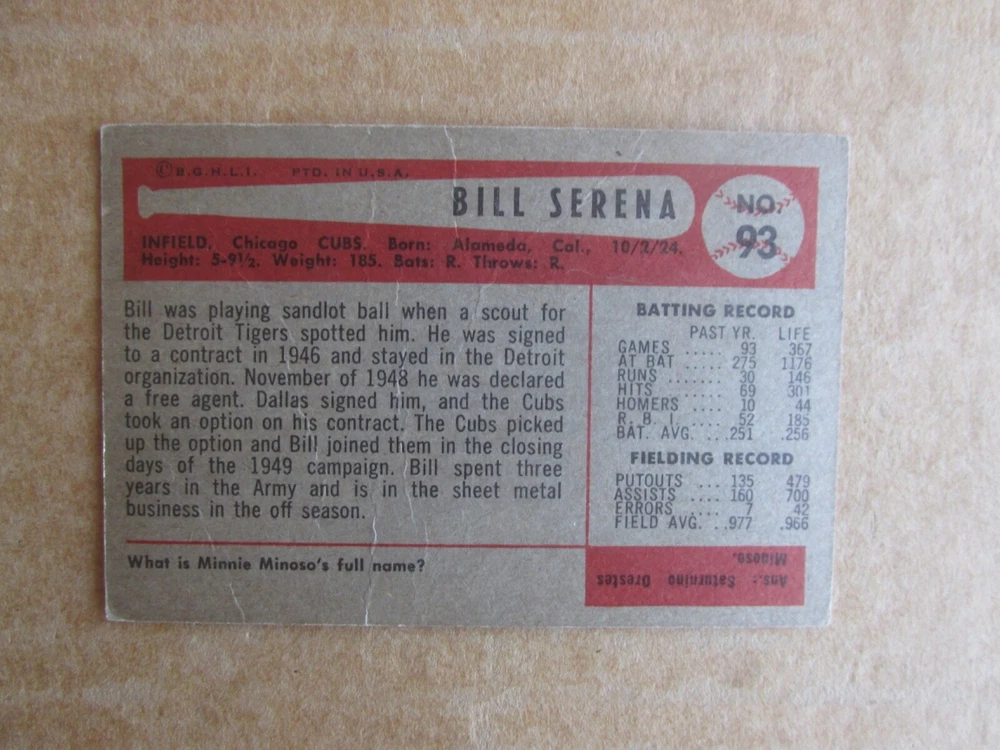 ©B.G.H.L.I. PTD. IN U.S.A.
BILL SERENA
NO.
93
INFIELD. Chicago CUBS. Born: Alameda, Cal., 10/2/24.
Height: 5-9½. Weight: 185. Bats: R. Throws: R.
Bill was playing sandlot ball when a scout for
the Detroit Tigers spotted him. He was signed
to a contract in 1946 and stayed in the Detroit
organization. November of 1948 he was declared
a free agent. Dallas signed him, and the Cubs
took an option on his contract. The Cubs picked
up the option and Bill joined them in the closing
days of the 1949 campaign. Bill spent three
years in the Army and is in the sheet metal
business in the off season.
BATTING RECORD
PAST YR. LIFE
GAMES ..... 93 367
AT BAT ..... 275 1176
RUNS ....... 30 146
HITS ....... 69 301
HOMERS .... 10 44
R. B. I. .... 52 185
BAT. AVG. ...251 .256
FIELDING RECORD
PUTOUTS ... 135 479
ASSISTS .... 160 700
ERRORS .... 7 42
FIELD AVG. ..977 .966
What is Minnie Minoso's full name?
Ans.: Saturnino Orestes
Minoso.